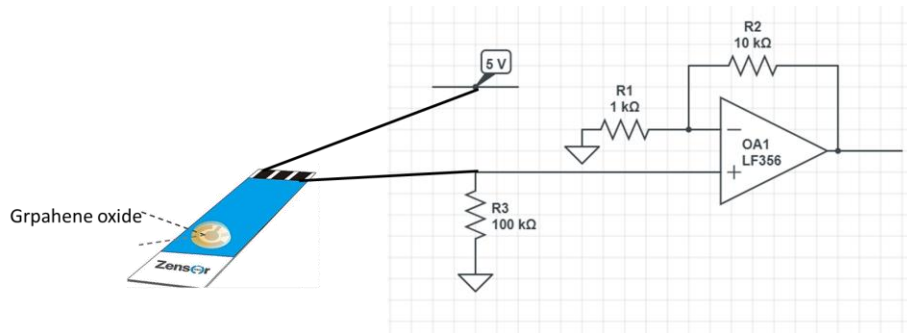 5 V
R2
10 kΩ
R1
1 kΩ
OA1
LF356
R3
100 kΩ
Grpahene oxide
Zensor